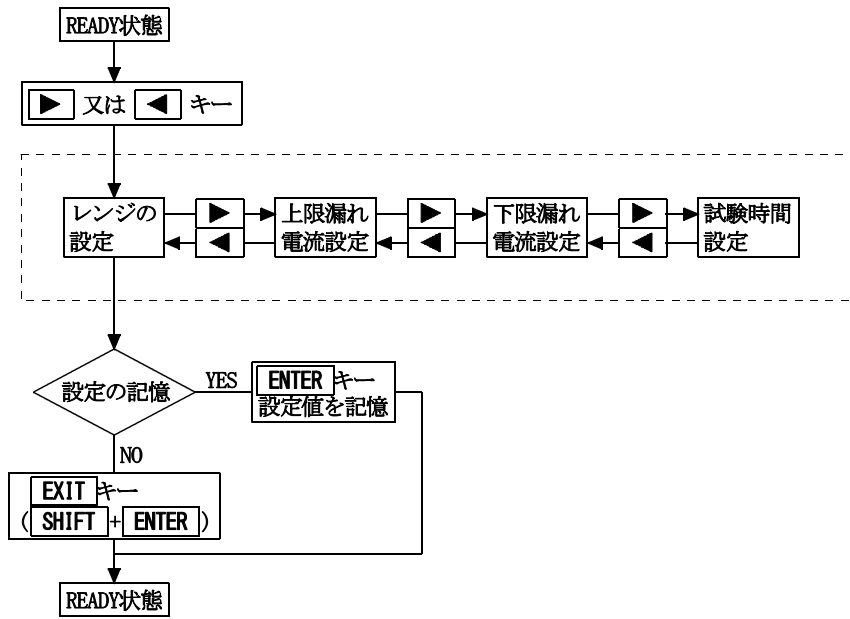 READY状態
▶ 又は ◀ キー
レンジの
設定
▶
◀
上限漏れ
電流設定
▶
◀
下限漏れ
電流設定
▶
◀
試験時間
設定
設定の記憶
YES
ENTER キー
設定値を記憶
NO
EXIT キー
(SHIFT+ENTER)
READY状態